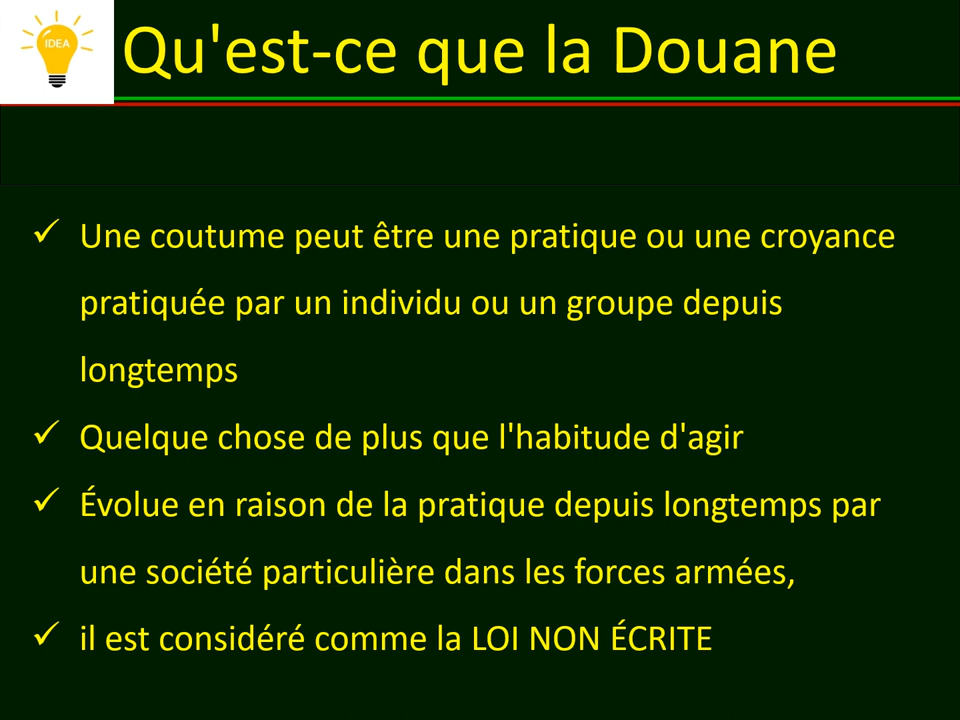 IDEA
Qu'est-ce que la Douane
✓ Une coutume peut être une pratique ou une croyance
pratiquée par un individu ou un groupe depuis
longtemps
✓ Quelque chose de plus que l'habitude d'agir
✓ Évolue en raison de la pratique depuis longtemps par
une société particulière dans les forces armées,
✓ il est considéré comme la LOI NON ÉCRITE